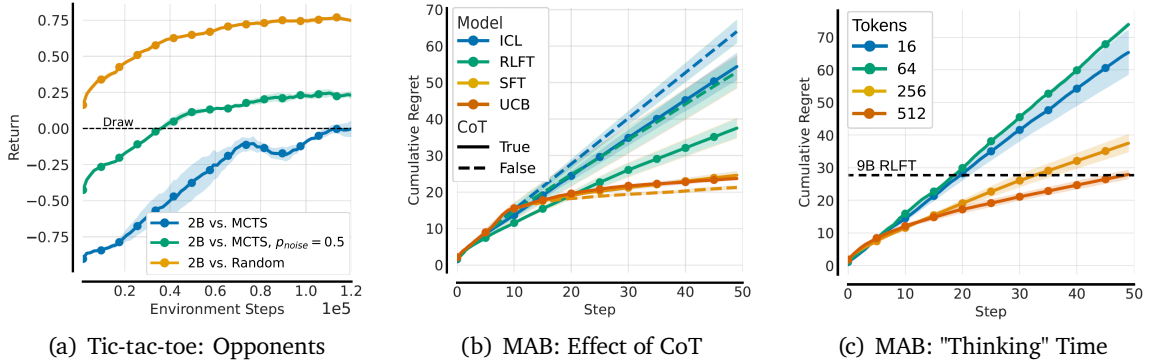 0.75
0.50
0.25
0.00
−0.25
−0.50
−0.75
Return
Draw
2B vs. MCTS
2B vs. MCTS, p_noise = 0.5
2B vs. Random
0.2 0.4 0.6 0.8 1.0 1.2
Environment Steps 1e5
(a) Tic-tac-toe: Opponents
70
60
50
40
30
20
10
0
Cumulative Regret
Model
ICL
RLFT
SFT
UCB
CoT
True
False
0 10 20 30 40 50
Step
(b) MAB: Effect of CoT
70
60
50
40
30
20
10
0
Cumulative Regret
Tokens
16
64
256
512
9B RLFT
0 10 20 30 40 50
Step
(c) MAB: "Thinking" Time